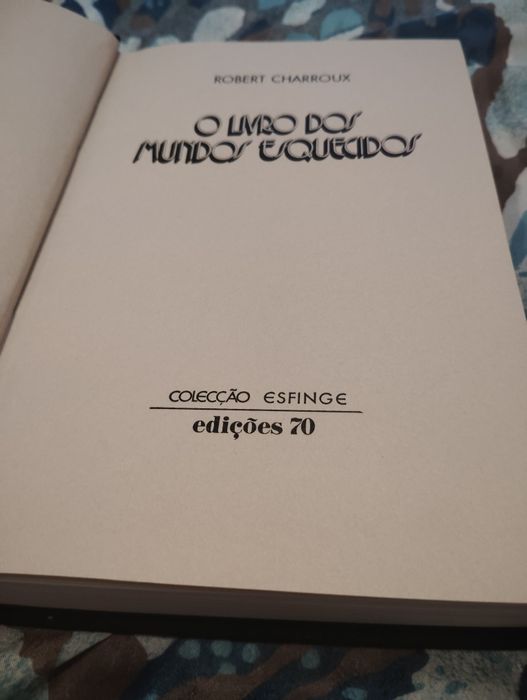 ROBERT CHARROUX
O LIVRO DOS
MUNDOS ESQUECIDOS
COLECÇÃO ESFINGE
edições 70